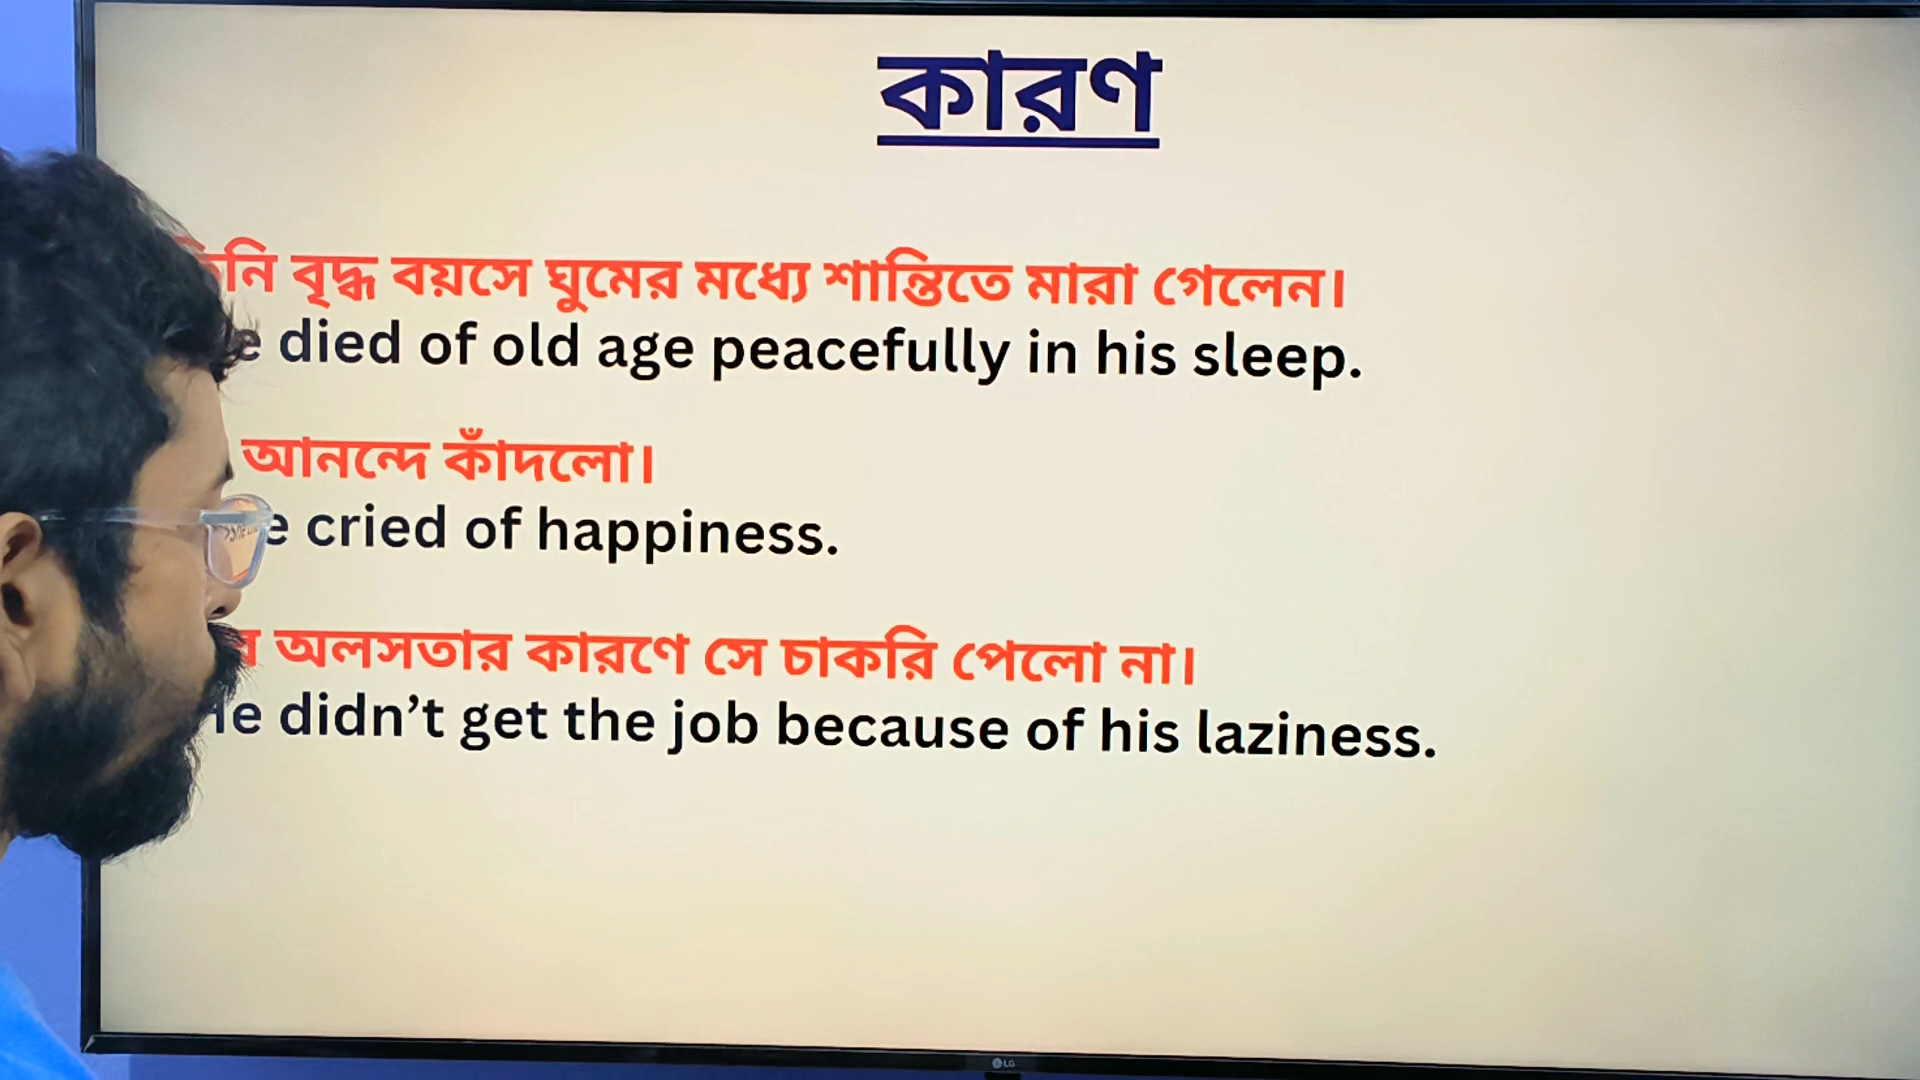 কারণ
বৃদ্ধ বয়সে ঘুমের মধ্যে শান্তিতে মারা গেলেন।
died of old age peacefully in his sleep.
আনন্দে কাঁদলো।
cried of happiness.
অলসতার কারণে সে চাকরি পেলো না।
didn’t get the job because of his laziness.
LG